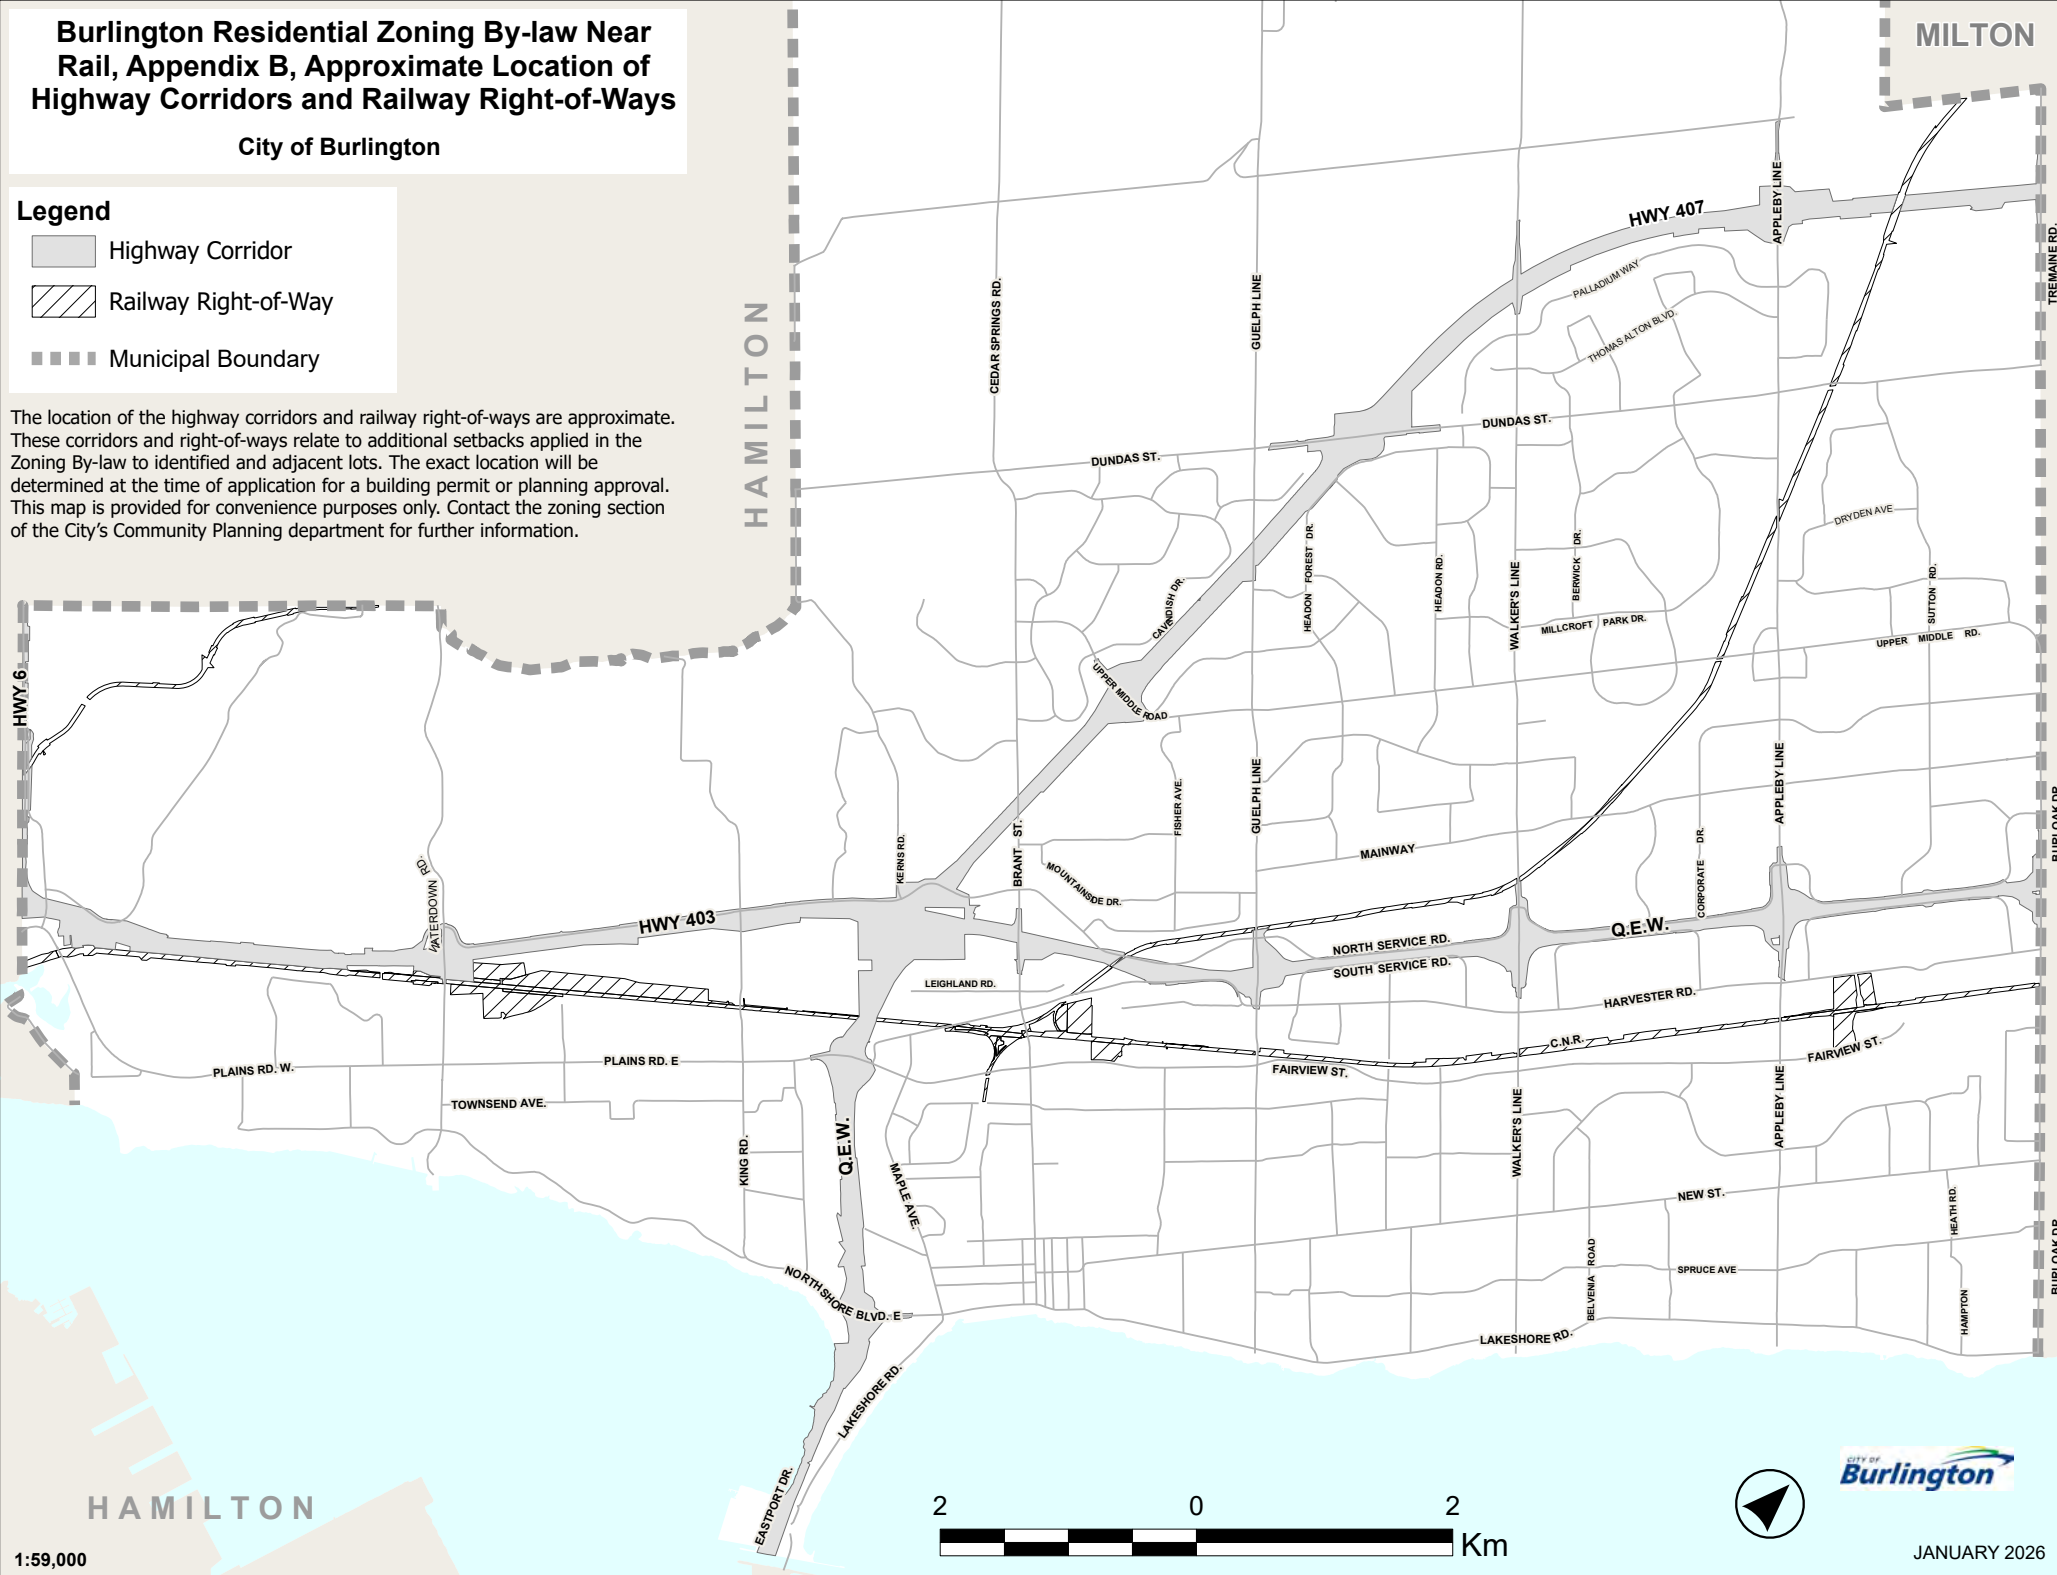 Burlington Residential Zoning By-law Near
Rail, Appendix B, Approximate Location of
Highway Corridors and Railway Right-of-Ways
City of Burlington
Legend
Highway Corridor
Railway Right-of-Way
Municipal Boundary
The location of the highway corridors and railway right-of-ways are approximate.
These corridors and right-of-ways relate to additional setbacks applied in the
Zoning By-law to identified and adjacent lots. The exact location will be
determined at the time of application for a building permit or planning approval.
This map is provided for convenience purposes only. Contact the zoning section
of the City's Community Planning department for further information.
MILTON
HAMILTON
HWY 407
APPLEBY LINE
TREMAINE RD.
PALLADIUM WAY
THOMAS ALTON BLVD.
CEDAR SPRINGS RD.
GUELPH LINE
DUNDAS ST.
DUNDAS ST.
DRYDEN AVE
HEADON FOREST DR.
HEADON RD.
WALKER'S LINE
BERWICK DR.
SUTTON RD.
CAVENDISH DR.
MILLCROFT PARK DR.
UPPER MIDDLE RD.
UPPER MIDDLE ROAD
HWY 6
FISHER AVE.
GUELPH LINE
APPLEBY LINE
BURLOAK DR.
KERNS RD.
BRANT ST.
MAINWAY
CORPORATE DR.
MOUNTAINSIDE DR.
WATERDOWN RD.
HWY 403
Q.E.W.
NORTH SERVICE RD.
SOUTH SERVICE RD.
LEIGHLAND RD.
HARVESTER RD.
C.N.R.
FAIRVIEW ST.
FAIRVIEW ST.
PLAINS RD. W.
PLAINS RD. E
TOWNSEND AVE.
KING RD.
Q.E.W.
MAPLE AVE.
WALKER'S LINE
APPLEBY LINE
NEW ST.
HEATH RD.
BURLOAK DR.
BELVENIA ROAD
SPRUCE AVE
HAMPTON
NORTH SHORE BLVD. E
LAKESHORE RD.
LAKESHORE RD.
EASTPORT DR.
HAMILTON
2 0 2
Km
CITY OF
Burlington
1:59,000
JANUARY 2026